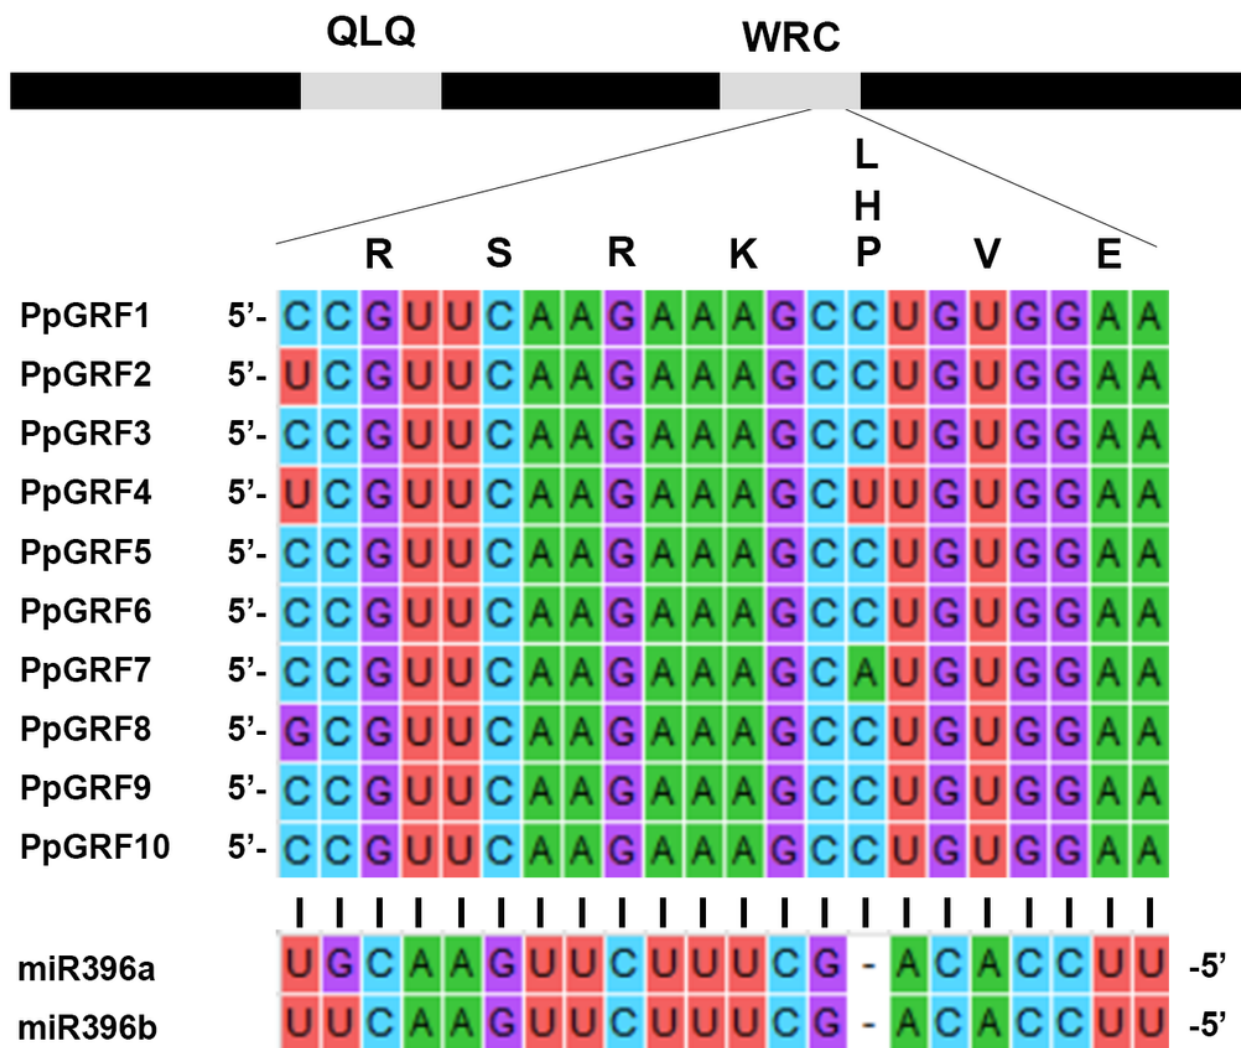 QLQ WRC
L
H
R S R K P V E
PpGRF1 5’- C C G U U C A A G A A A G C C U G U G G A A
PpGRF2 5’- U C G U U C A A G A A A G C C U G U G G A A
PpGRF3 5’- C C G U U C A A G A A A G C C U G U G G A A
PpGRF4 5’- U C G U U C A A G A A A G C U U G U G G A A
PpGRF5 5’- C C G U U C A A G A A A G C C U G U G G A A
PpGRF6 5’- C C G U U C A A G A A A G C C U G U G G A A
PpGRF7 5’- C C G U U C A A G A A A G C A U G U G G A A
PpGRF8 5’- G C G U U C A A G A A A G C C U G U G G A A
PpGRF9 5’- C C G U U C A A G A A A G C C U G U G G A A
PpGRF10 5’- C C G U U C A A G A A A G C C U G U G G A A
miR396a U G C A A G U U C U U U C G - A C A C C U U -5’
miR396b U U C A A G U U C U U U C G - A C A C C U U -5’